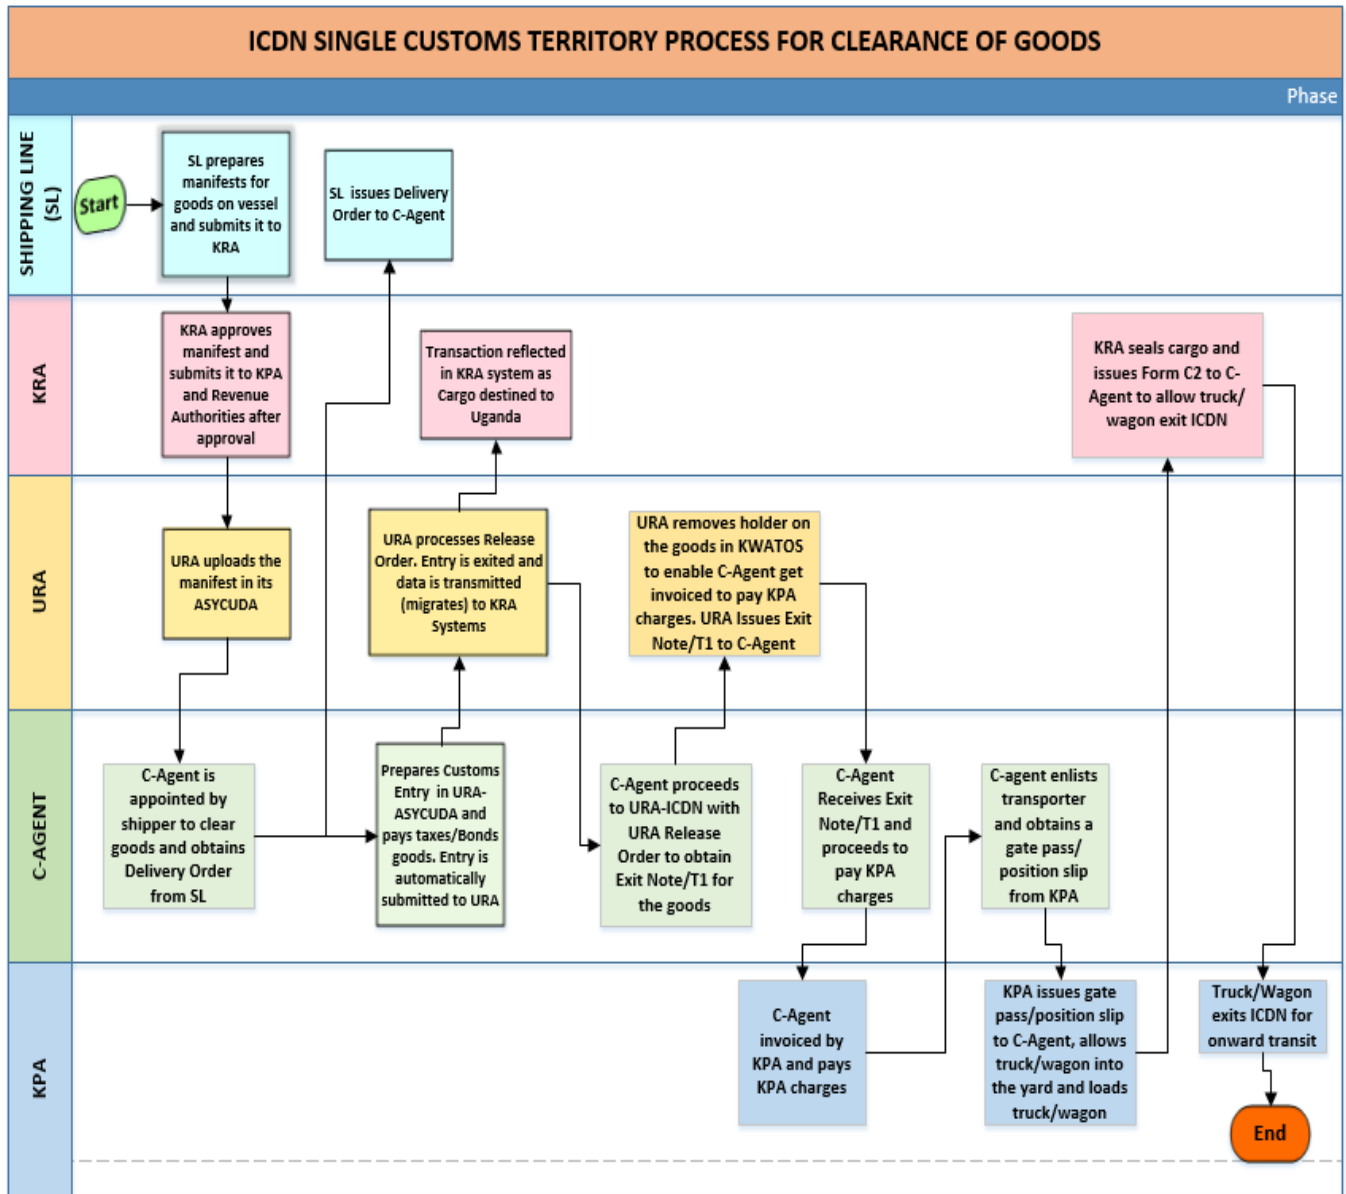 ICDN SINGLE CUSTOMS TERRITORY PROCESS FOR CLEARANCE OF GOODS
Phase
SHIPPING LINE
(SL)
Start
SL prepares
manifests for
goods on vessel
and submits it to
KRA
SL issues Delivery
Order to C-Agent
KRA
KRA approves
manifest and
submits it to KPA
and Revenue
Authorities after
approval
Transaction reflected
in KRA system as
Cargo destined to
Uganda
KRA seals cargo and
issues Form C2 to C-
Agent to allow truck/
wagon exit ICDN
URA
URA uploads the
manifest in its
ASYCUDA
URA processes Release
Order. Entry is exited and
data is transmitted
(migrates) to KRA
Systems
URA removes holder on
the goods in KWATOS
to enable C-Agent get
invoiced to pay KPA
charges. URA Issues Exit
Note/T1 to C-Agent
C-AGENT
C-Agent is
appointed by
shipper to clear
goods and obtains
Delivery Order
from SL
Prepares Customs
Entry in URA-
ASYCUDA and
pays taxes/Bonds
goods. Entry is
automatically
submitted to URA
C-Agent proceeds
to URA-ICDN with
URA Release
Order to obtain
Exit Note/T1 for
the goods
C-Agent
Receives Exit
Note/T1 and
proceeds to
pay KPA
charges
C-agent enlists
transporter
and obtains a
gate pass/
position slip
from KPA
KPA
C-Agent
invoiced by
KPA and pays
KPA charges
KPA issues gate
pass/position slip
to C-Agent, allows
truck/wagon into
the yard and loads
truck/wagon
Truck/Wagon
exits ICDN for
onward transit
End